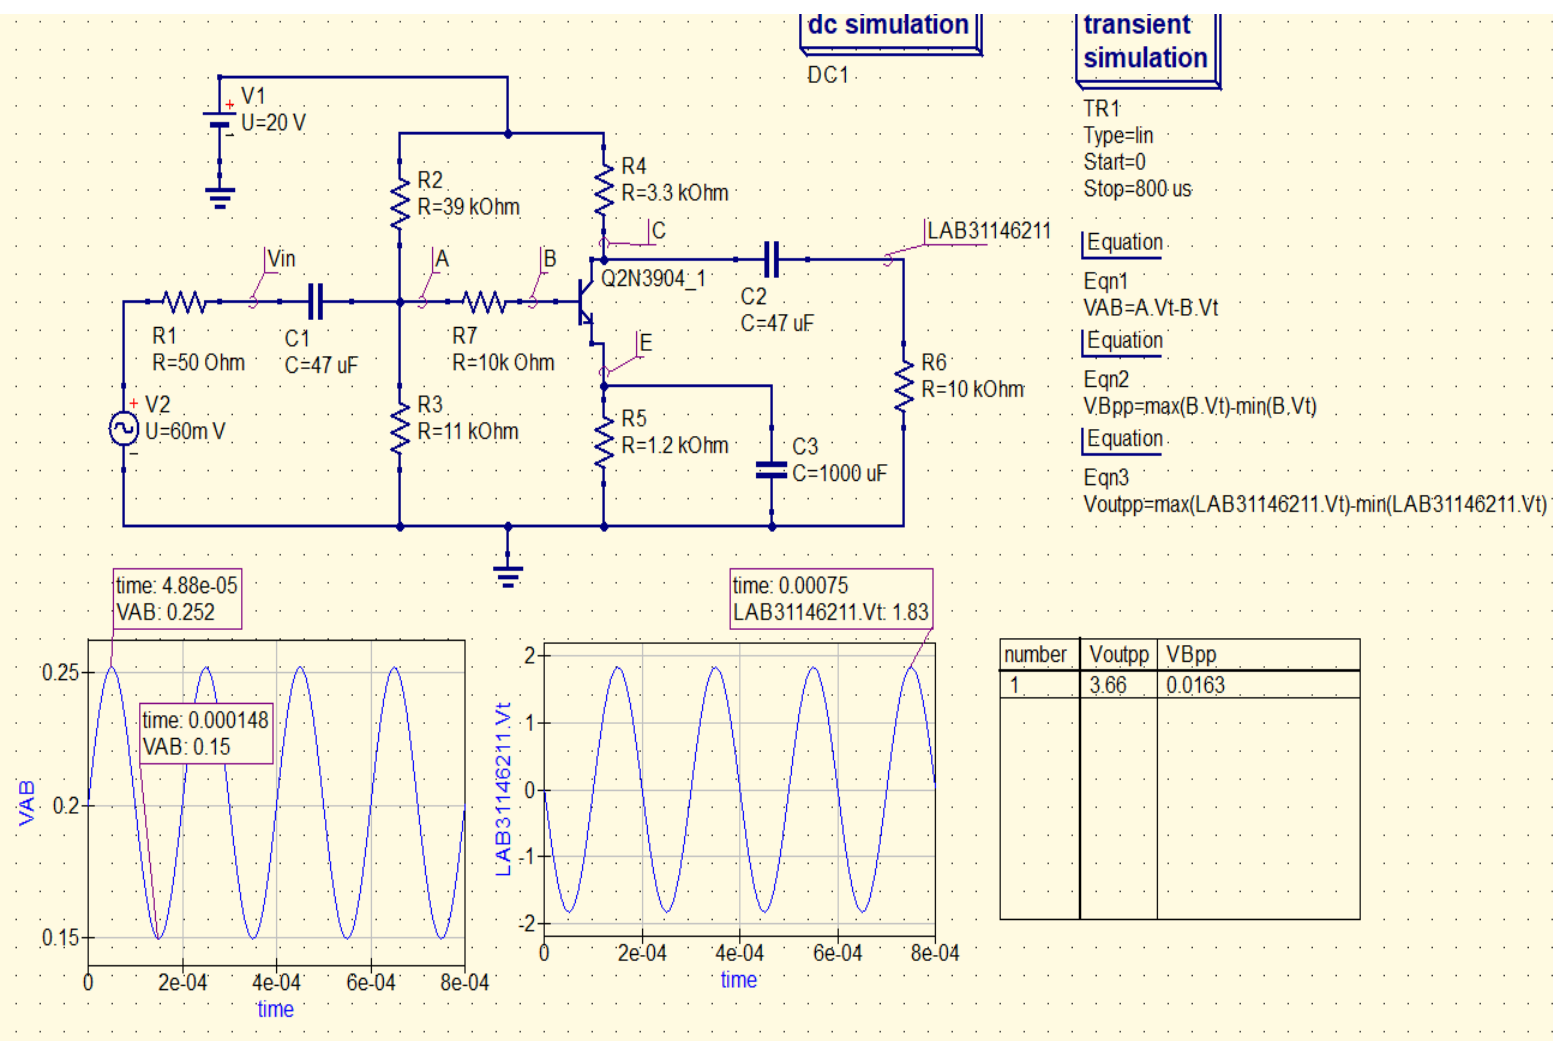 dc simulation
DC1
transient
simulation
TR1
Type=lin
Start=0
Stop=800 us
V1
U=20 V
R2
R=39 kOhm
R4
R=3.3 kOhm
C
LAB31146211
Vin
A
B
Q2N3904_1
C2
C=47 uF
R1
R=50 Ohm
C1
C=47 uF
R7
R=10k Ohm
E
R6
R=10 kOhm
V2
U=60m V
R3
R=11 kOhm
R5
R=1.2 kOhm
C3
C=1000 uF
Equation
Eqn1
VAB=A.Vt-B.Vt
Equation
Eqn2
VBpp=max(B.Vt)-min(B.Vt)
Equation
Eqn3
Voutpp=max(LAB31146211.Vt)-min(LAB31146211.Vt)
time: 4.88e-05
VAB: 0.252
time: 0.000148
VAB: 0.15
0.25
0.2
0.15
VAB
0 2e-04 4e-04 6e-04 8e-04
time
time: 0.00075
LAB31146211.Vt: 1.83
2
1
0
-1
-2
LAB31146211.Vt
0 2e-04 4e-04 6e-04 8e-04
time
number Voutpp VBpp
1 3.66 0.0163